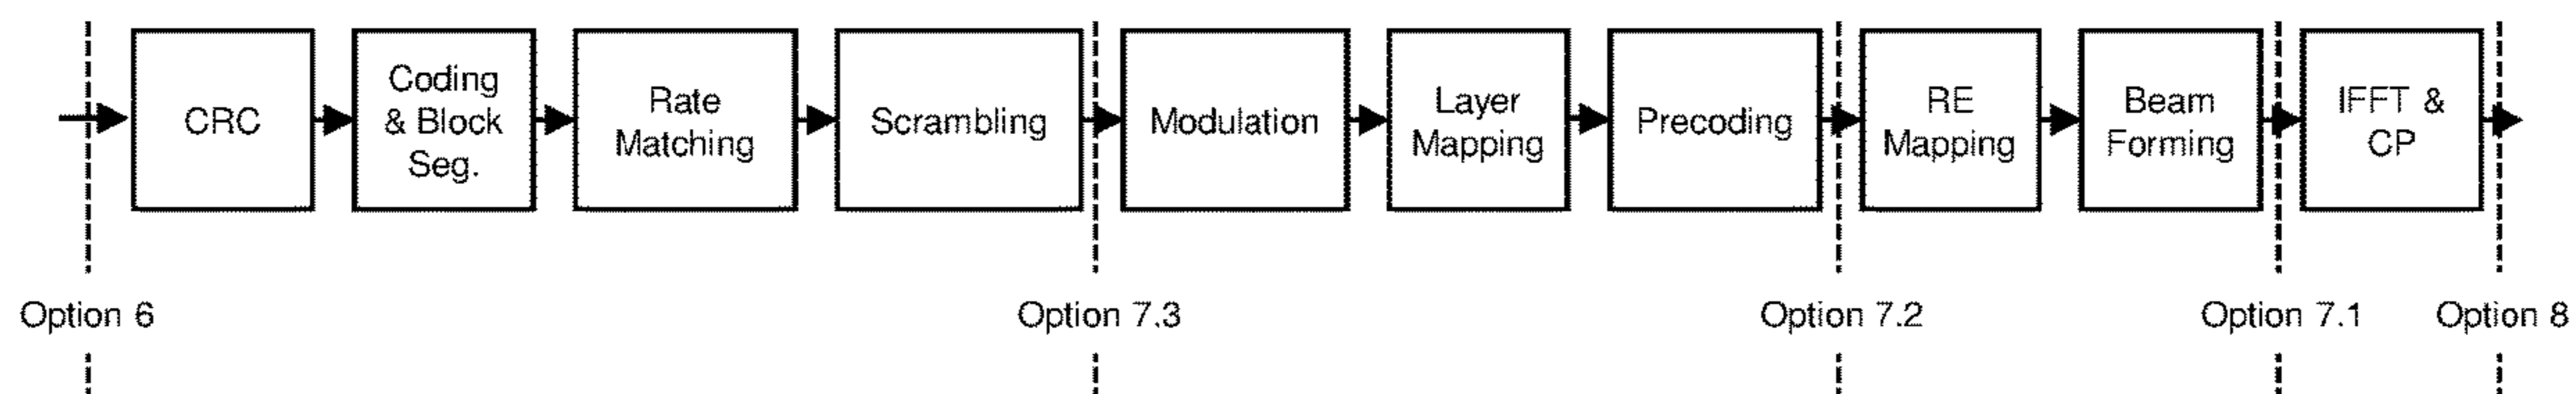 CRC
Coding
& Block
Seg.
Rate
Matching
Scrambling
Modulation
Layer
Mapping
Precoding
RE
Mapping
Beam
Forming
IFFT &
CP
Option 6
Option 7.3
Option 7.2
Option 7.1
Option 8